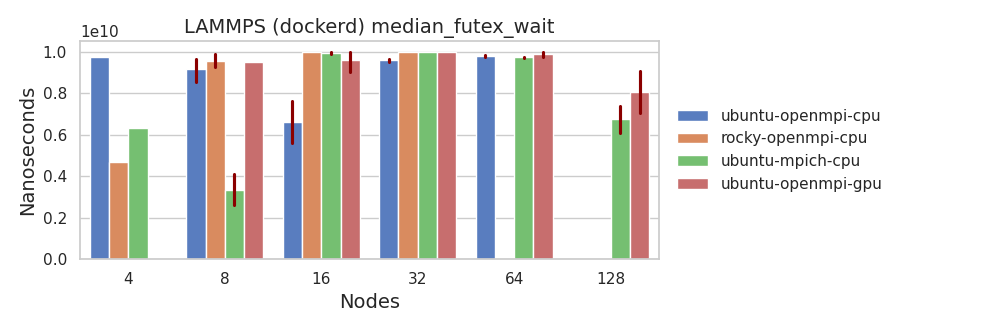 LAMMPS (dockerd) median_futex_wait
1e10
Nanoseconds
1.0
0.8
0.6
0.4
0.2
0.0
4 8 16 32 64 128
Nodes
ubuntu-openmpi-cpu
rocky-openmpi-cpu
ubuntu-mpich-cpu
ubuntu-openmpi-gpu